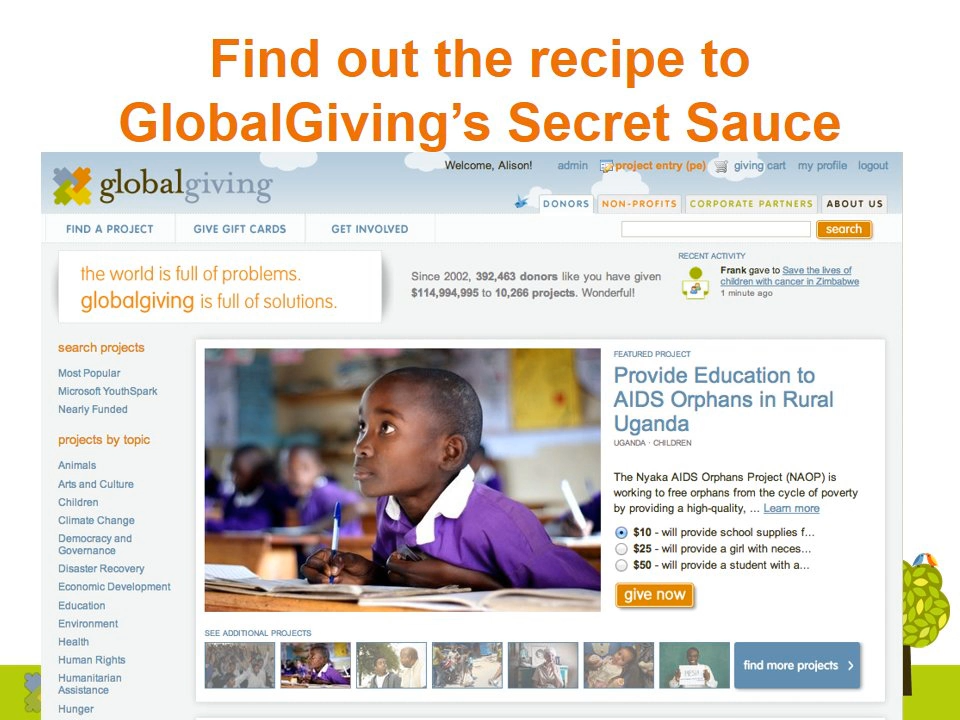 Find out the recipe to
GlobalGiving’s Secret Sauce
globalgiving
Welcome, Alison! admin project entry (pe) giving cart my profile logout
DONORS NON-PROFITS CORPORATE PARTNERS ABOUT US
FIND A PROJECT GIVE GIFT CARDS GET INVOLVED search
the world is full of problems.
globalgiving is full of solutions.
Since 2002, 392,463 donors like you have given
$114,994,995 to 10,266 projects. Wonderful!
RECENT ACTIVITY
Frank gave to Save the lives of
children with cancer in Zimbabwe
1 minute ago
search projects
Most Popular
Microsoft YouthSpark
Nearly Funded
projects by topic
Animals
Arts and Culture
Children
Climate Change
Democracy and
Governance
Disaster Recovery
Economic Development
Education
Environment
Health
Human Rights
Humanitarian
Assistance
Hunger
FEATURED PROJECT
Provide Education to
AIDS Orphans in Rural
Uganda
UGANDA · CHILDREN
The Nyaka AIDS Orphans Project (NAOP) is
working to free orphans from the cycle of poverty
by providing a high-quality, ... Learn more
$10 - will provide school supplies f...
$25 - will provide a girl with neces...
$50 - will provide a student with a...
give now
SEE ADDITIONAL PROJECTS
find more projects